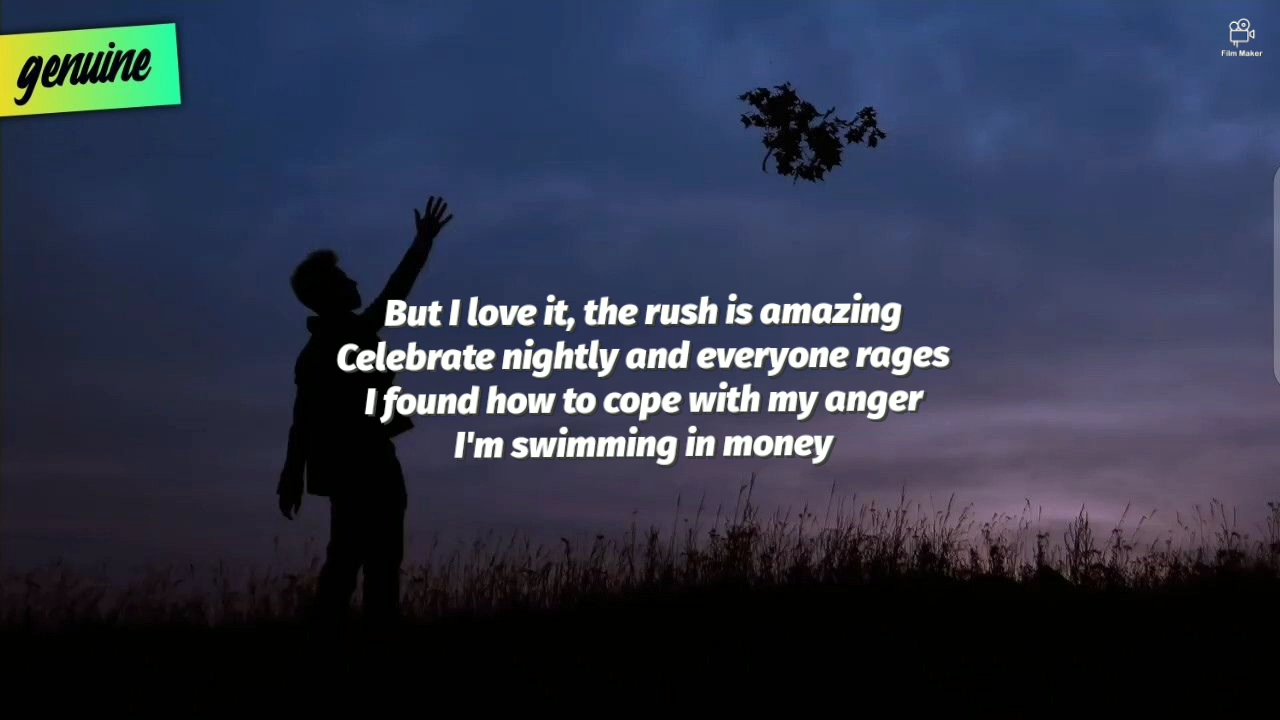 genuine
Film Maker
But I love it, the rush is amazing
Celebrate nightly and everyone rages
I found how to cope with my anger
I'm swimming in money